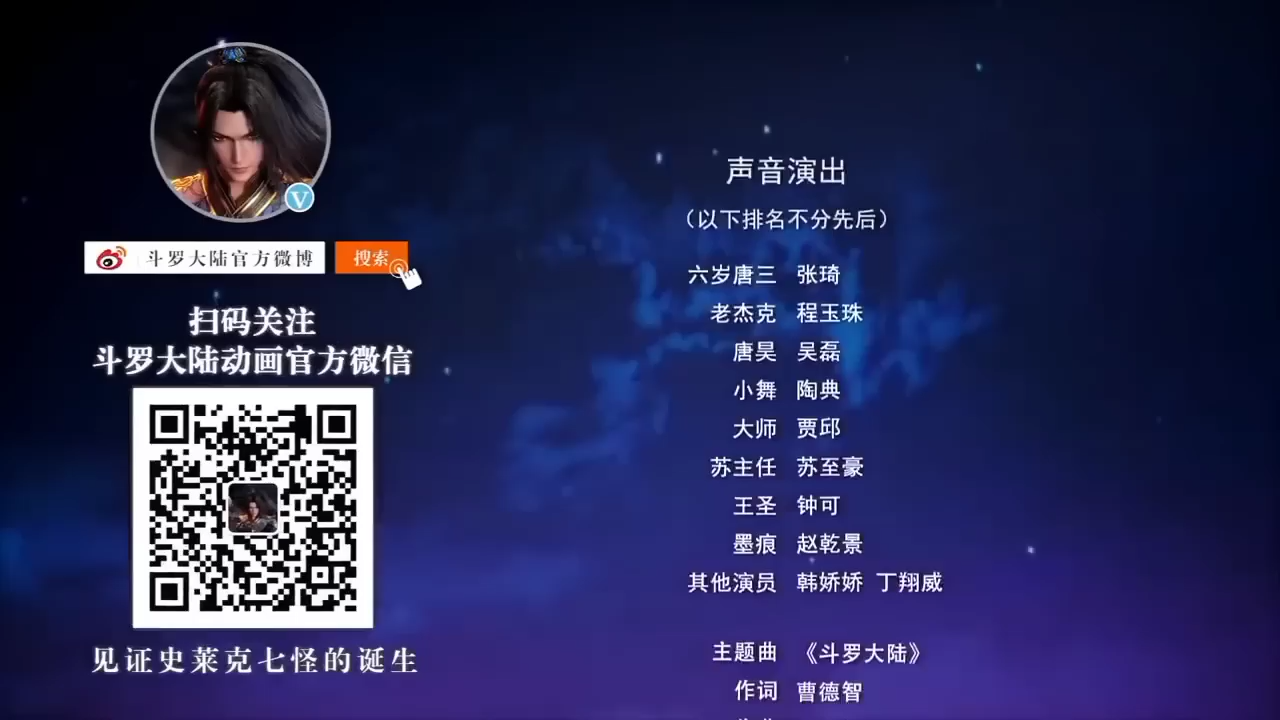 V
斗罗大陆官方微博
搜索
扫码关注
斗罗大陆动画官方微信
见证史莱克七怪的诞生
声音演出
（以下排名不分先后）
六岁唐三 张琦
老杰克 程玉珠
唐昊 吴磊
小舞 陶典
大师 贾邱
苏主任 苏至豪
王圣 钟可
墨痕 赵乾景
其他演员 韩娇娇 丁翔威
主题曲 《斗罗大陆》
作词 曹德智